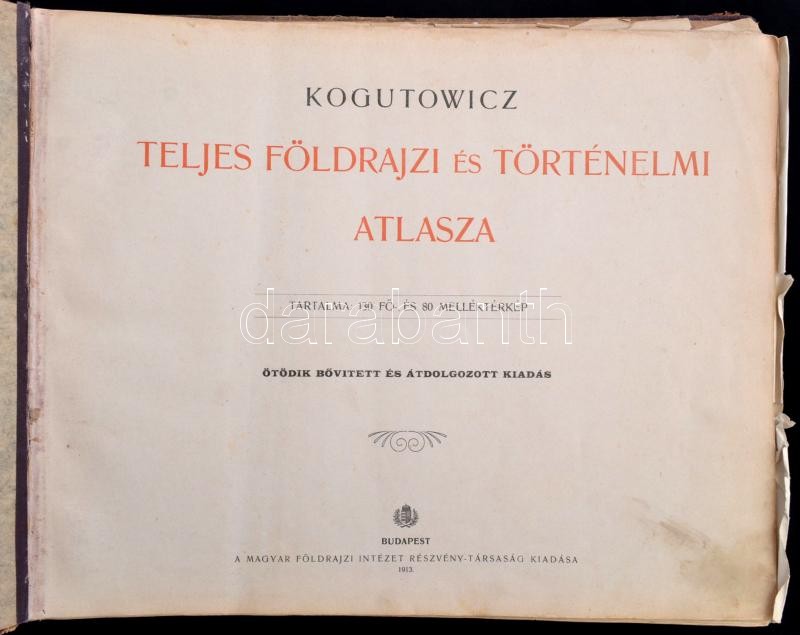 KOGUTOWICZ
TELJES FÖLDRAJZI ÉS TÖRTÉNELMI
ATLASZA
TARTALMA: 130 FŐ- ÉS 80 MELLÉKTÉRKÉP
darabanth
ÖTÖDIK BŐVITETT ÉS ÁTDOLGOZOTT KIADÁS
BUDAPEST
A MAGYAR FÖLDRAJZI INTÉZET RÉSZVÉNY-TÁRSASÁG KIADÁSA
1913.